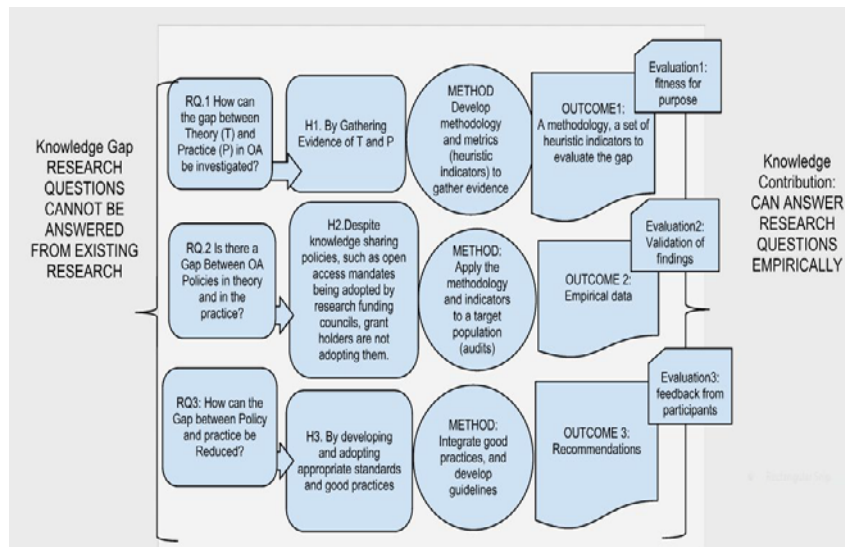 Knowledge Gap
RESEARCH
QUESTIONS
CANNOT BE
ANSWERED
FROM EXISTING
RESEARCH
RQ.1 How can
the gap between
Theory (T) and
Practice (P) in OA
be investigated?
H1. By Gathering
Evidence of T and P
METHOD
Develop
methodology
and metrics
(heuristic
indicators) to
gather evidence
OUTCOME1:
A methodology, a set of
heuristic indicators to
evaluate the gap
Evaluation1:
fitness for
purpose
RQ.2 Is there a
Gap Between OA
Policies in theory
and in the
practice?
H2.Despite
knowledge sharing
policies, such as open
access mandates
being adopted by
research funding
councils, grant
holders are not
adopting them.
METHOD:
Apply the
methodology
and indicators
to a target
population
(audits)
OUTCOME 2:
Empirical data
Evaluation2:
Validation of
findings
RQ3: How can the
Gap between Policy
and practice be
Reduced?
H3. By developing
and adopting
appropriate standards
and good practices
METHOD:
Integrate good
practices, and
develop
guidelines
OUTCOME 3:
Recommendations
Evaluation3:
feedback from
participants
Knowledge
Contribution:
CAN ANSWER
RESEARCH
QUESTIONS
EMPIRICALLY